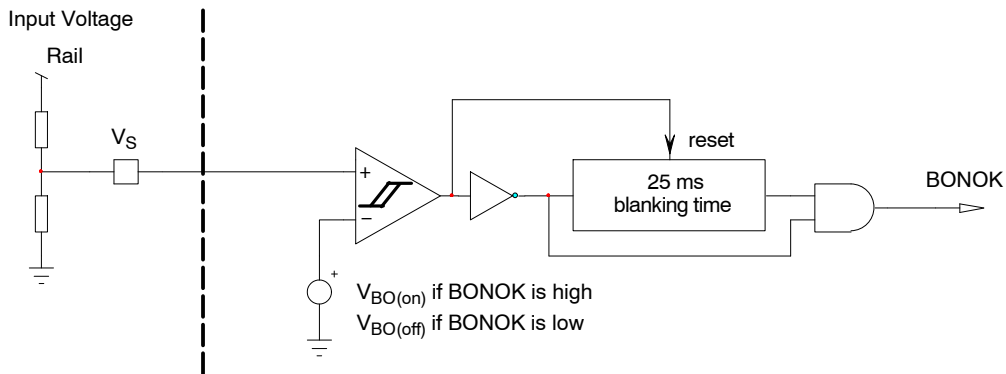 Input Voltage
Rail
V_S
+
−
reset
25 ms
blanking time
BONOK
+
V_BO(on) if BONOK is high
V_BO(off) if BONOK is low